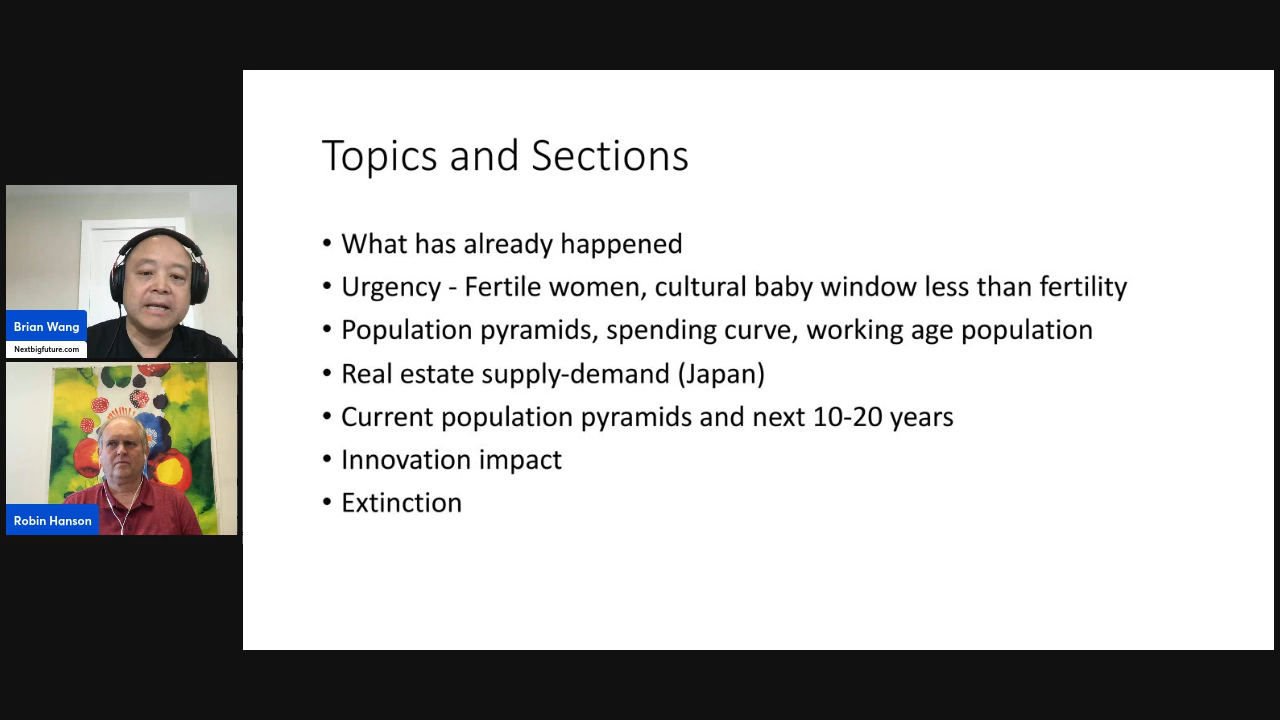 Topics and Sections
• What has already happened
• Urgency - Fertile women, cultural baby window less than fertility
• Population pyramids, spending curve, working age population
• Real estate supply-demand (Japan)
• Current population pyramids and next 10-20 years
• Innovation impact
• Extinction
Brian Wang
Nextbigfuture.com
Robin Hanson